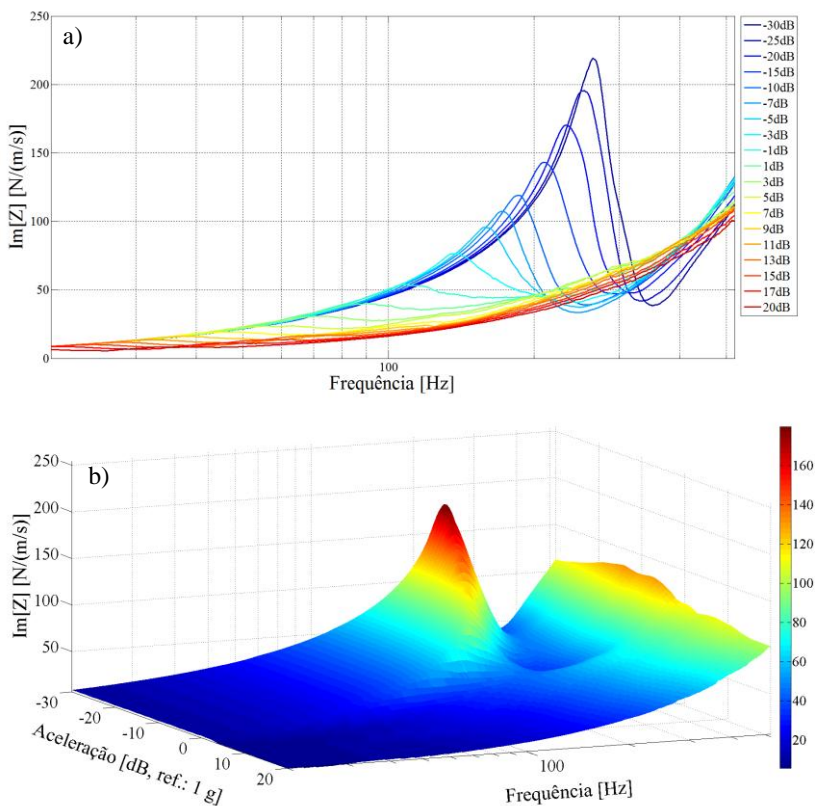 a)
250
200
150
100
50
0
Im[Z] [N/(m/s)]
100
Frequência [Hz]
-30dB
-25dB
-20dB
-15dB
-10dB
-7dB
-5dB
-3dB
-1dB
1dB
3dB
5dB
7dB
9dB
11dB
13dB
15dB
17dB
20dB
b)
250
200
150
100
50
Im[Z] [N/(m/s)]
-30
-20
-10
0
10
20
Aceleração [dB, ref.: 1 g]
100
Frequência [Hz]
160
140
120
100
80
60
40
20